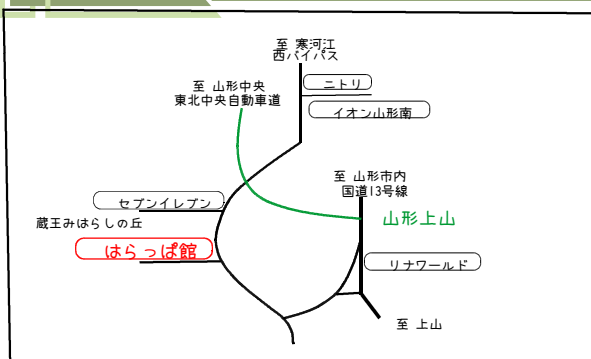 至 寒河江
西バイパス
ニトリ
至 山形中央
東北中央自動車道
イオン山形南
至 山形市内
国道13号線
セブンイレブン
山形上山
蔵王みはらしの丘
はらっぱ館
リナワールド
至 上山